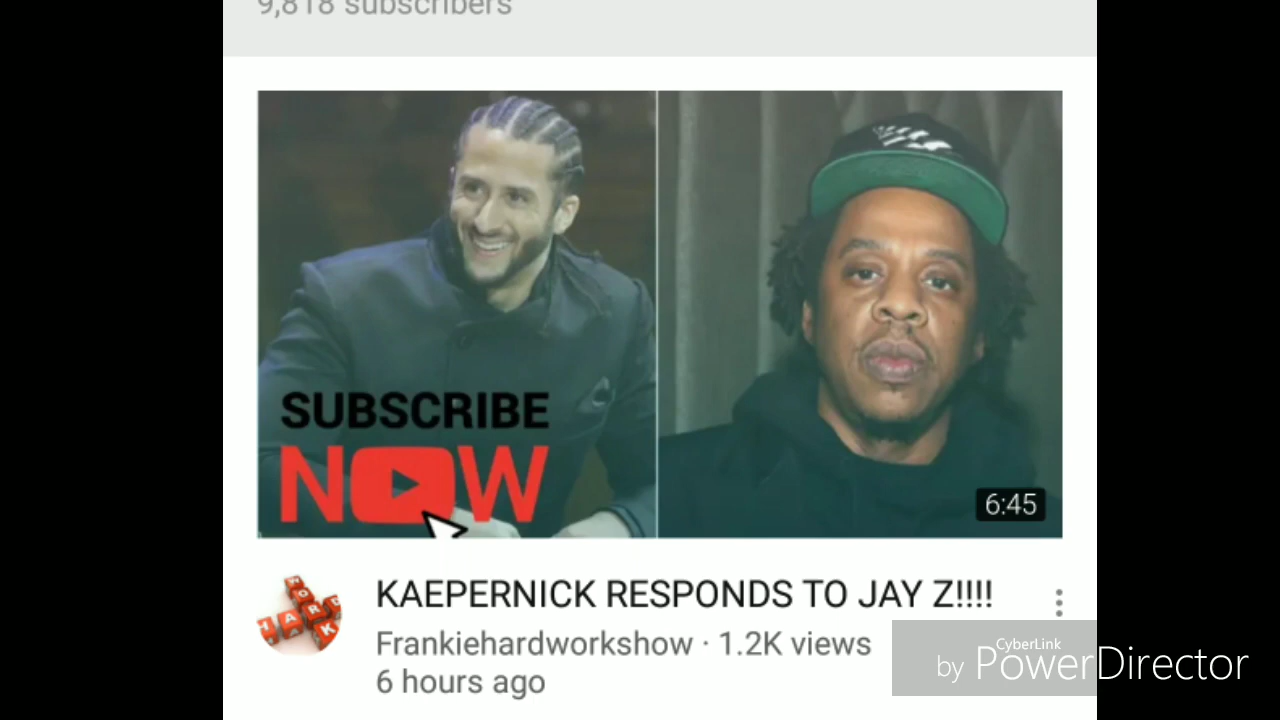 9,818 subscribers
SUBSCRIBE
NOW
6:45
KAEPERNICK RESPONDS TO JAY Z!!!!
Frankiehardworkshow · 1.2K views
6 hours ago
CyberLink
by PowerDirector